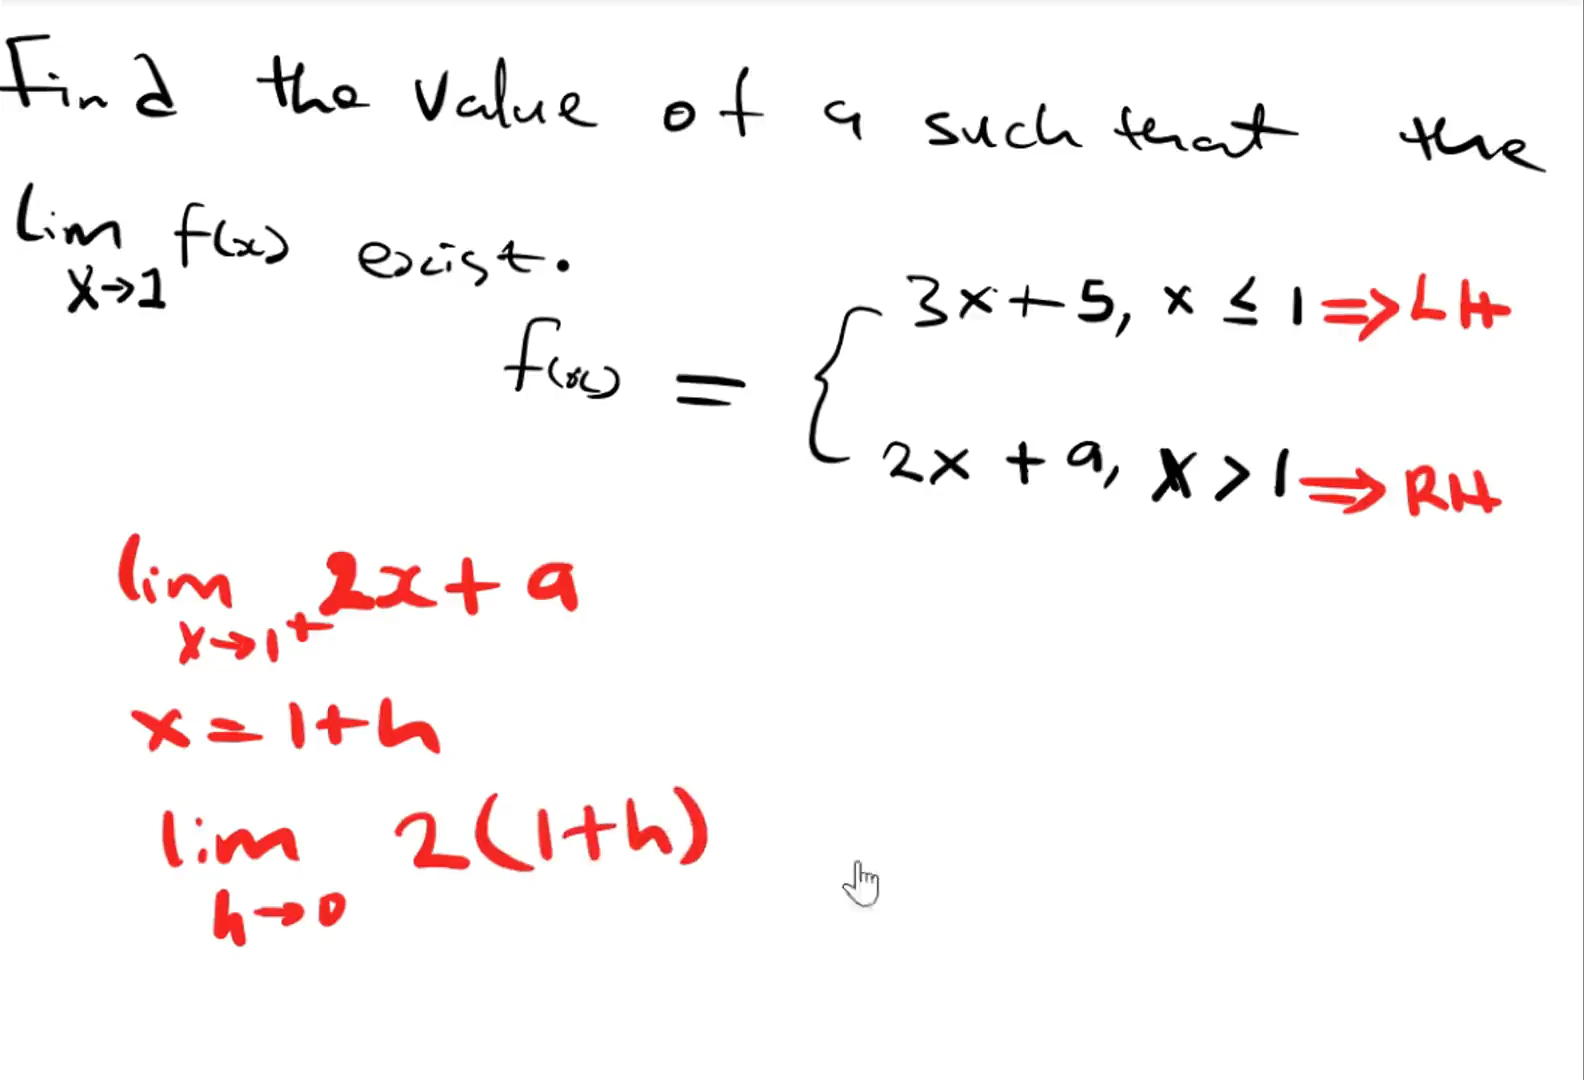 Find the value of a such that the
lim f(x) exist.
x→1
3x+5, x ≤ 1 ⇒ LH
f(x) = {
2x + a, x > 1 ⇒ RH
lim 2x + a
x→1⁺
x = 1+h
lim 2(1+h)
h→0